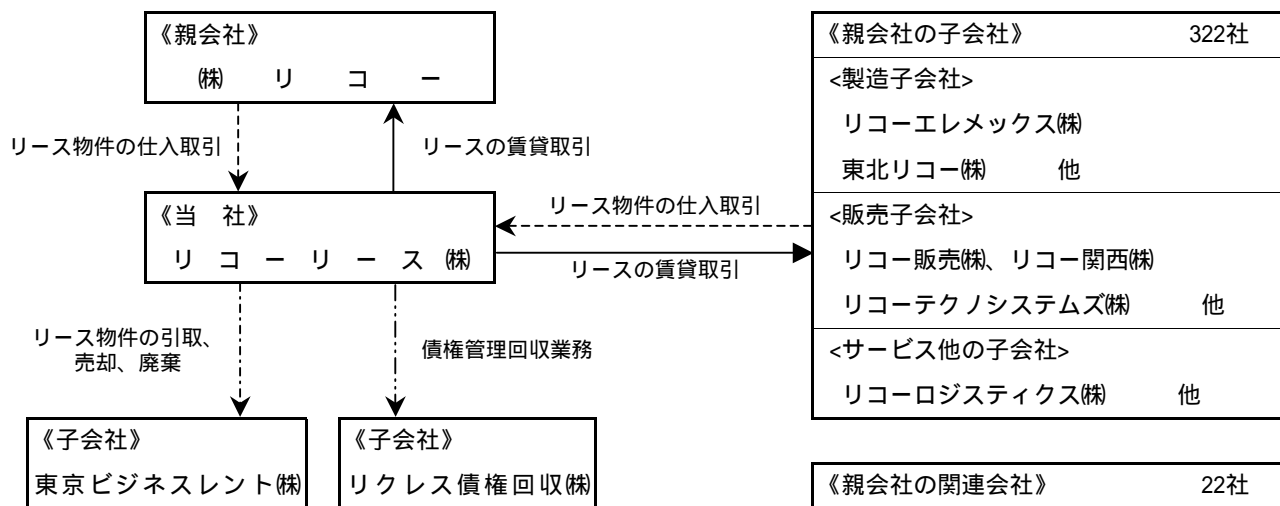 《親会社》
㈱ リ コ ー
リース物件の仕入取引
リースの賃貸取引
《当 社》
リ コ ー リ ー ス ㈱
リース物件の仕入取引
リースの賃貸取引
リース物件の引取、
売却、廃棄
債権管理回収業務
《子会社》
東京ビジネスレント㈱
《子会社》
リクレス債権回収㈱
《親会社の子会社》 322社
<製造子会社>
リコーエレメックス㈱
東北リコー㈱ 他
<販売子会社>
リコー販売㈱、リコー関西㈱
リコーテクノシステムズ㈱ 他
<サービス他の子会社>
リコーロジスティクス㈱ 他
《親会社の関連会社》 22社